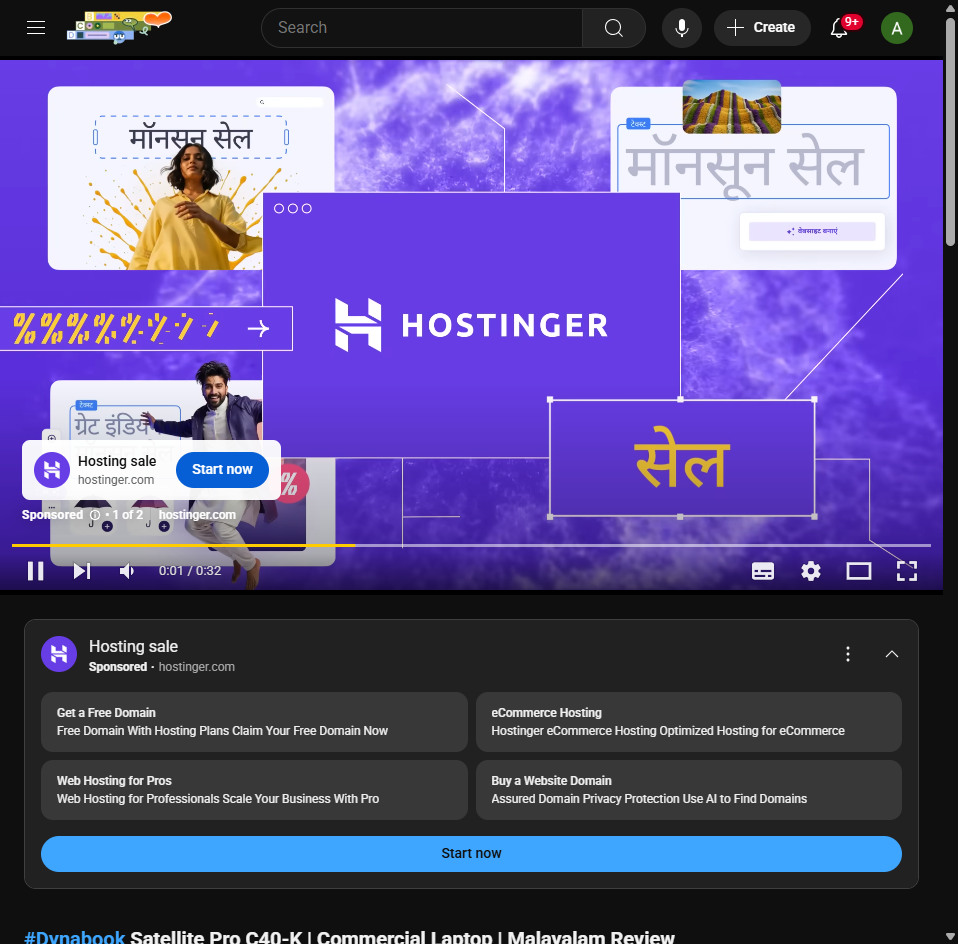 Search
Create
9+
A
मॉनसून सेल
टेक्स्ट
मॉनसून सेल
वेबसाइट बनाएं
HOSTINGER
%%%%%
टेक्स्ट
ग्रेट इंडियन
सेल
%
Hosting sale
hostinger.com
Start now
Sponsored • 1 of 2 hostinger.com
0:01 / 0:32
Hosting sale
Sponsored · hostinger.com
Get a Free Domain
Free Domain With Hosting Plans Claim Your Free Domain Now
eCommerce Hosting
Hostinger eCommerce Hosting Optimized Hosting for eCommerce
Web Hosting for Pros
Web Hosting for Professionals Scale Your Business With Pro
Buy a Website Domain
Assured Domain Privacy Protection Use AI to Find Domains
Start now
#Dynabook Satellite Pro C40-K | Commercial Laptop | Malayalam Review